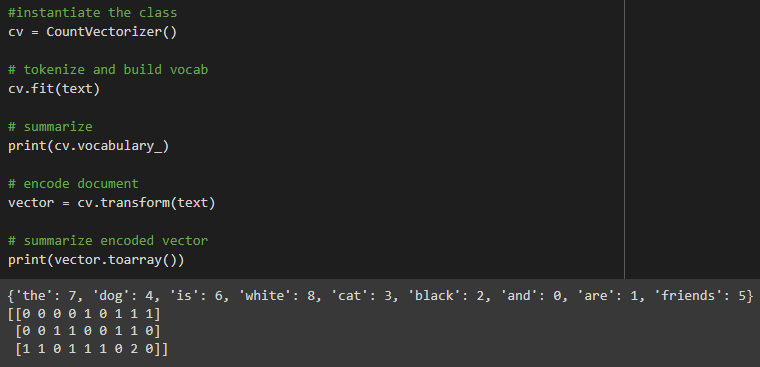 #instantiate the class
cv = CountVectorizer()
# tokenize and build vocab
cv.fit(text)
# summarize
print(cv.vocabulary_)
# encode document
vector = cv.transform(text)
# summarize encoded vector
print(vector.toarray())
{'the': 7, 'dog': 4, 'is': 6, 'white': 8, 'cat': 3, 'black': 2, 'and': 0, 'are': 1, 'friends': 5}
[[0 0 0 0 1 0 1 1 1]
 [0 0 1 1 0 0 1 1 0]
 [1 1 0 1 1 1 0 2 0]]